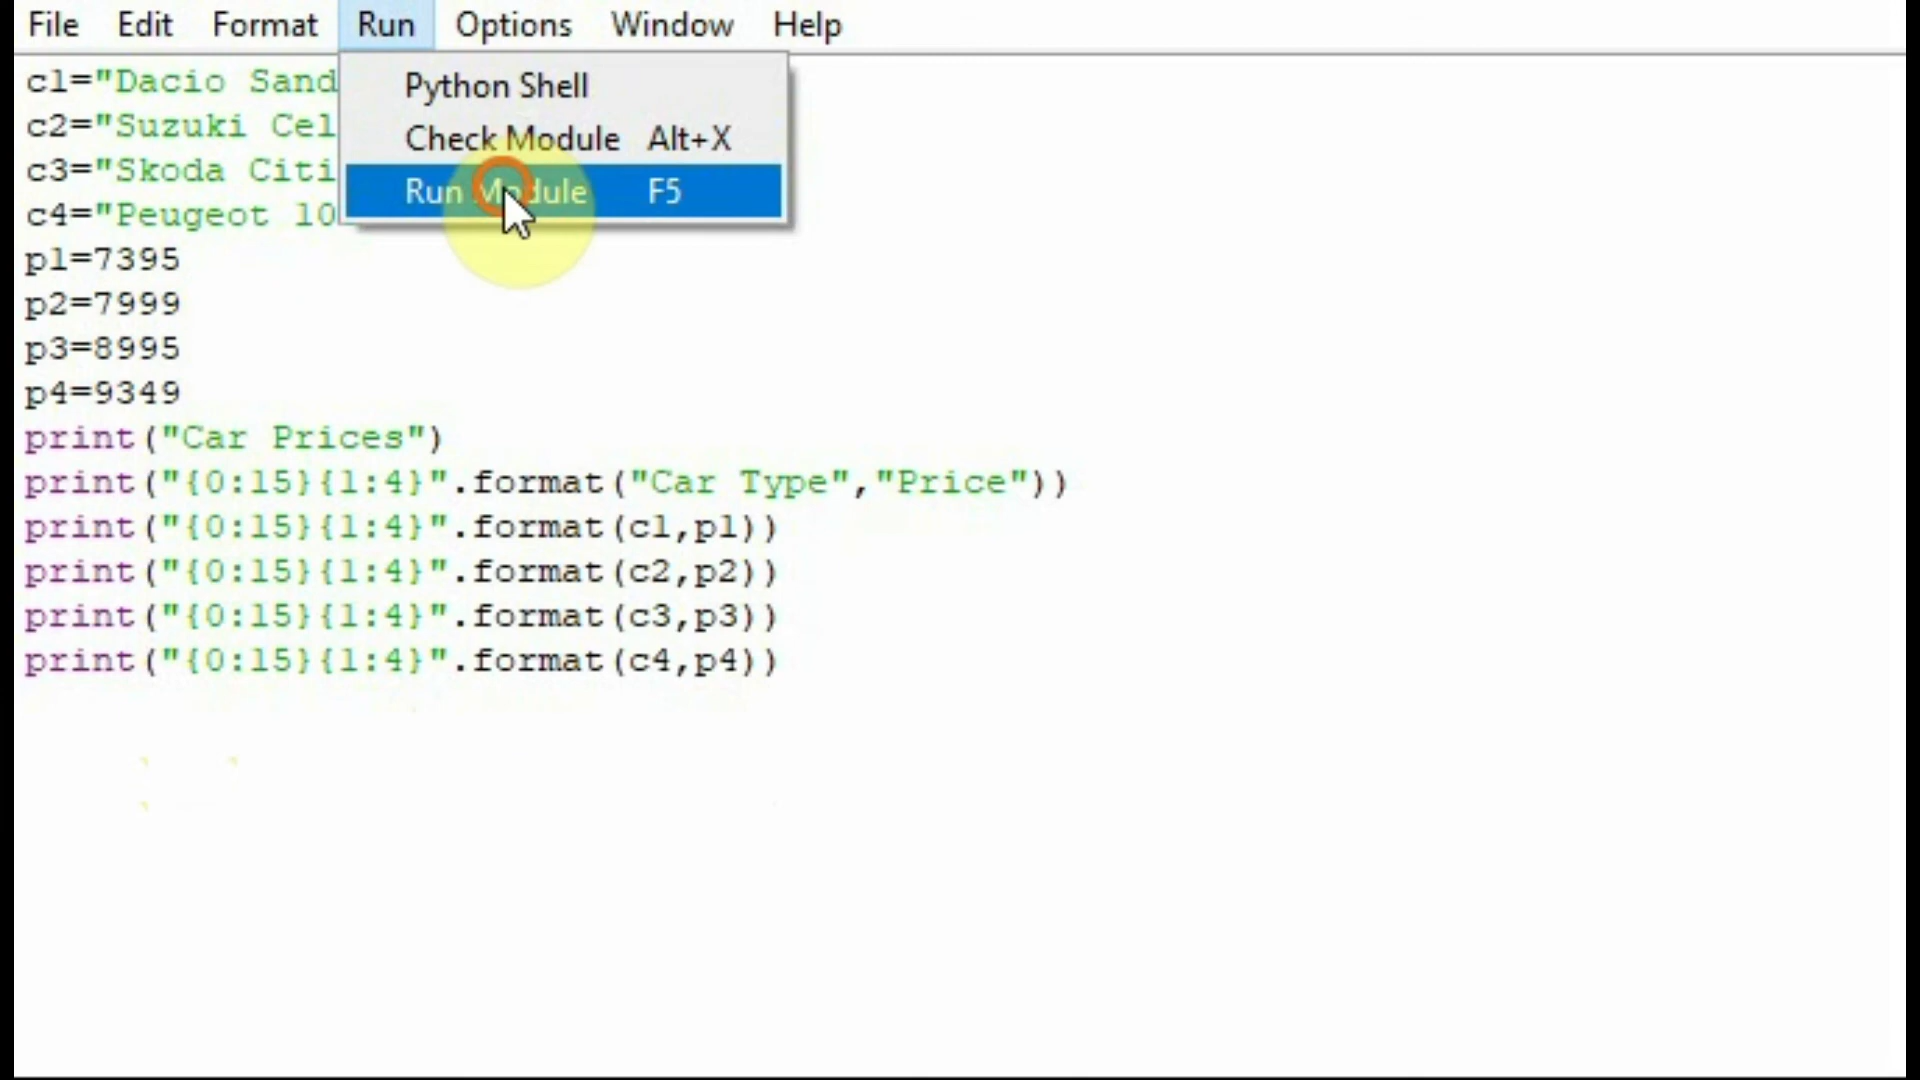 File Edit Format Run Options Window Help
c1="Dacio Sand
c2="Suzuki Cel
c3="Skoda Citi
c4="Peugeot 10
Python Shell
Check Module Alt+X
Run Module F5
p1=7395
p2=7999
p3=8995
p4=9349
print("Car Prices")
print("{0:15}{1:4}".format("Car Type","Price"))
print("{0:15}{1:4}".format(c1,p1))
print("{0:15}{1:4}".format(c2,p2))
print("{0:15}{1:4}".format(c3,p3))
print("{0:15}{1:4}".format(c4,p4))